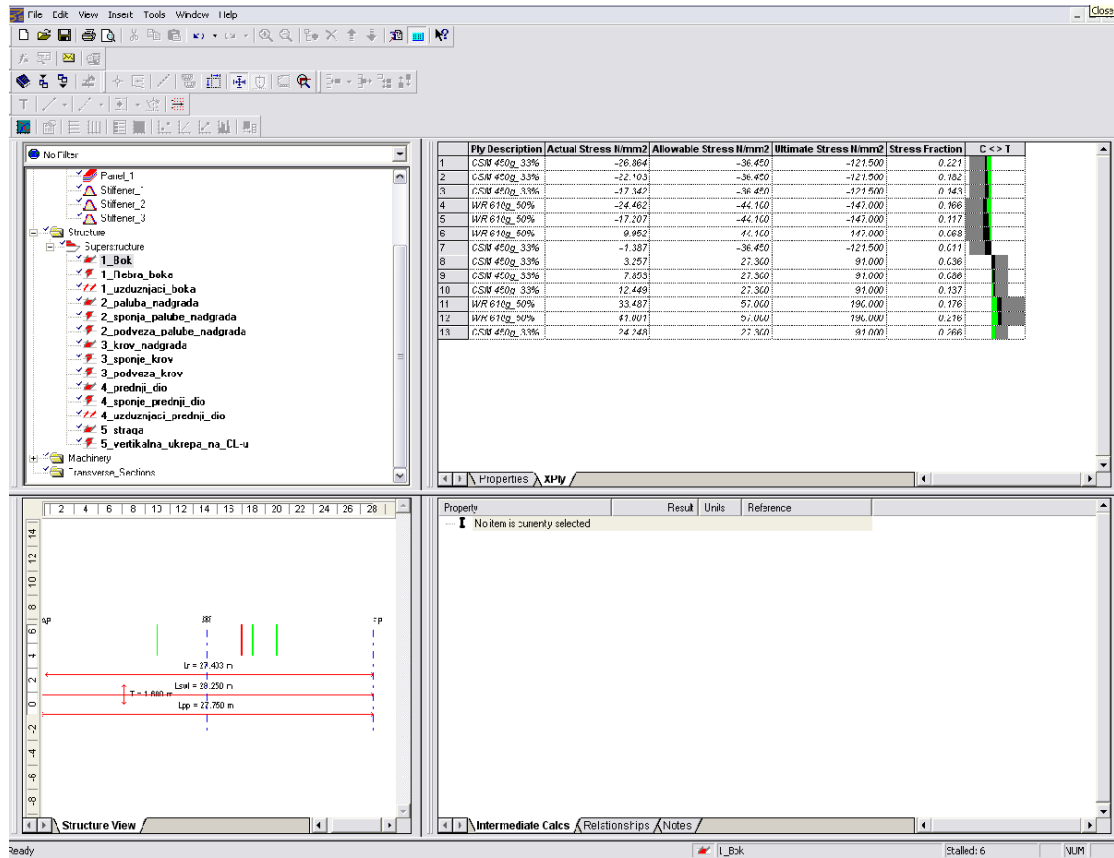 File Edit View Insert Tools Window Help
Close
No Filter
Panel_1
Stiffener_1
Stiffener_2
Stiffener_3
Structure
Superstructure
1_Bok
1_Rebra_boka
1_uzduznjaci_boka
2_paluba_nadgrada
2_sponja_palube_nadgrada
2_podveza_palube_nadgrada
3_krov_nadgrada
3_sponje_krov
3_podveza_krov
4_prednji_dio
4_sponje_prednji_dio
4_uzduznjaci_prednji_dio
5_straga
5_vertikalna_ukrepa_na_CL-u
Machinery
Transverse_Sections
Ply Description Actual Stress N/mm2 Allowable Stress N/mm2 Ultimate Stress N/mm2 Stress Fraction C <> T
1 CSM 450g_33% -26.864 -36.450 -121.500 0.221
2 CSM 450g_33% -22.103 -36.450 -121.500 0.182
3 CSM 450g_33% -17.342 -36.450 -121.500 0.143
4 WR 610g_50% -24.462 -44.100 -147.000 0.166
5 WR 610g_50% -17.207 -44.100 -147.000 0.117
6 WR 610g_50% 9.952 44.100 147.000 0.068
7 CSM 450g_33% -1.387 -36.450 -121.500 0.011
8 CSM 450g_33% 3.257 27.300 91.000 0.036
9 CSM 450g_33% 7.853 27.300 91.000 0.086
10 CSM 450g_33% 12.449 27.300 91.000 0.137
11 WR 610g_50% 33.487 57.000 190.000 0.176
12 WR 610g_50% 41.001 57.000 190.000 0.216
13 CSM 450g_33% 24.248 27.300 91.000 0.266
Properties XPly
2 4 6 8 10 12 14 16 18 20 22 24 26 28
14
12
10
8
6
4
2
0
-2
-4
-6
-8
Lr = 27.433 m
Lswl = 28.250 m
T = 1.680 m
Lpp = 27.750 m
Structure View
Property Result Units Reference
No item is currently selected
Intermediate Calcs Relationships Notes
Ready
1_Bok
Stalled: 6
NUM